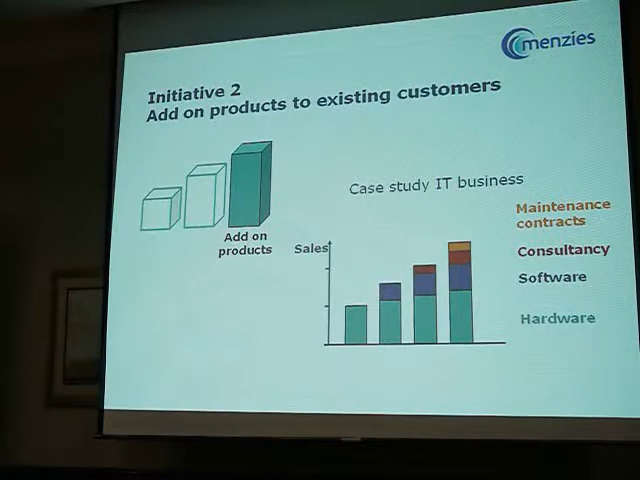 menzies
Initiative 2
Add on products to existing customers
Case study IT business
Add on
products
Sales
Maintenance
contracts
Consultancy
Software
Hardware